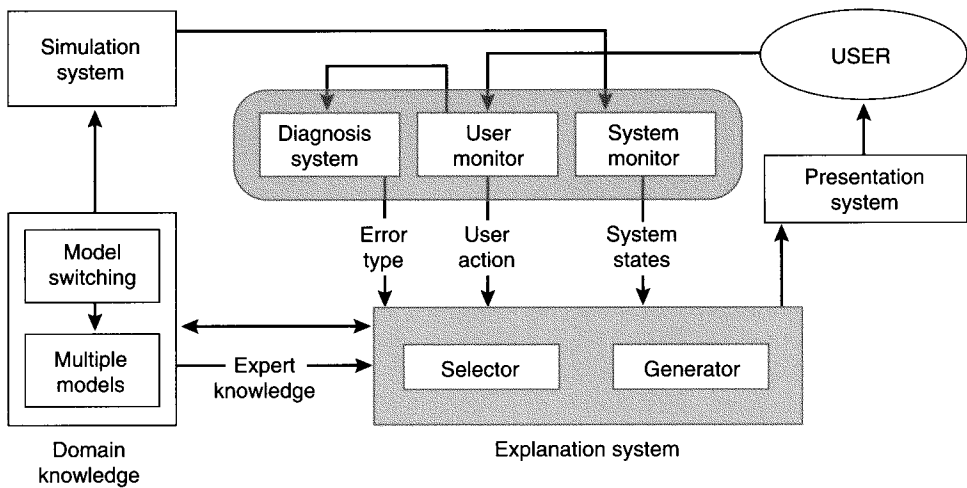 Simulation
system
USER
Diagnosis
system
User
monitor
System
monitor
Presentation
system
Error
type
User
action
System
states
Model
switching
Multiple
models
Expert
knowledge
Selector
Generator
Domain
knowledge
Explanation system